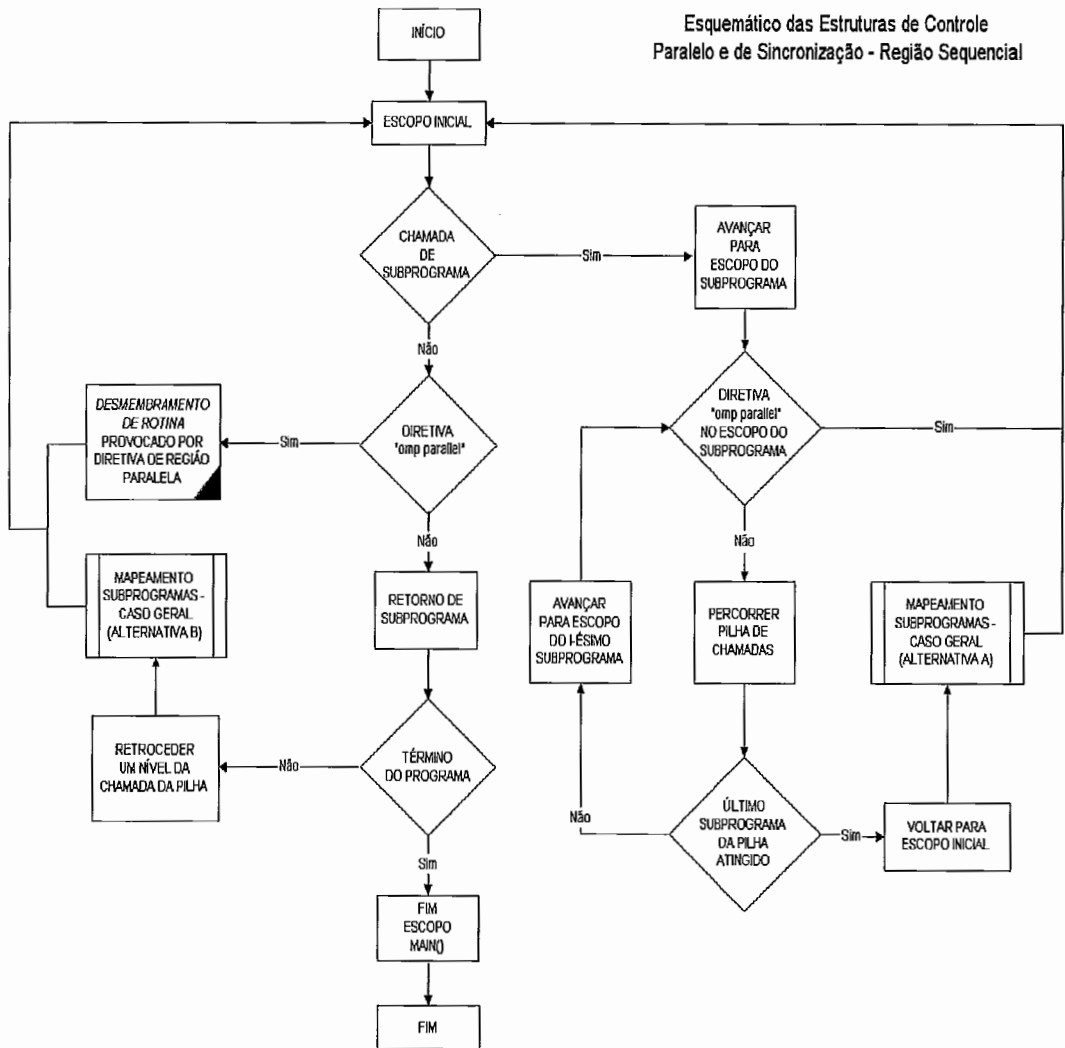 Esquemático das Estruturas de Controle
Paralelo e de Sincronização - Região Sequencial
INÍCIO
ESCOPO INICIAL
CHAMADA
DE
SUBPROGRAMA
Sim
AVANÇAR
PARA
ESCOPO DO
SUBPROGRAMA
Não
DESMEMBRAMENTO
DE ROTINA
PROVOCADO POR
DIRETIVA DE REGIÃO
PARALELA
Sim
DIRETIVA
"omp parallel"
DIRETIVA
"omp parallel"
NO ESCOPO DO
SUBPROGRAMA
Sim
Não
Não
MAPEAMENTO
SUBPROGRAMAS -
CASO GERAL
(ALTERNATIVA B)
RETORNO DE
SUBPROGRAMA
AVANÇAR
PARA ESCOPO
DO I-ÉSIMO
SUBPROGRAMA
PERCORRER
PILHA DE
CHAMADAS
MAPEAMENTO
SUBPROGRAMAS -
CASO GERAL
(ALTERNATIVA A)
RETROCEDER
UM NÍVEL DA
CHAMADA DA PILHA
Não
TÉRMINO
DO PROGRAMA
Não
ÚLTIMO
SUBPROGRAMA
DA PILHA
ATINGIDO
Sim
VOLTAR PARA
ESCOPO INICIAL
Sim
FIM
ESCOPO
MAIN()
FIM